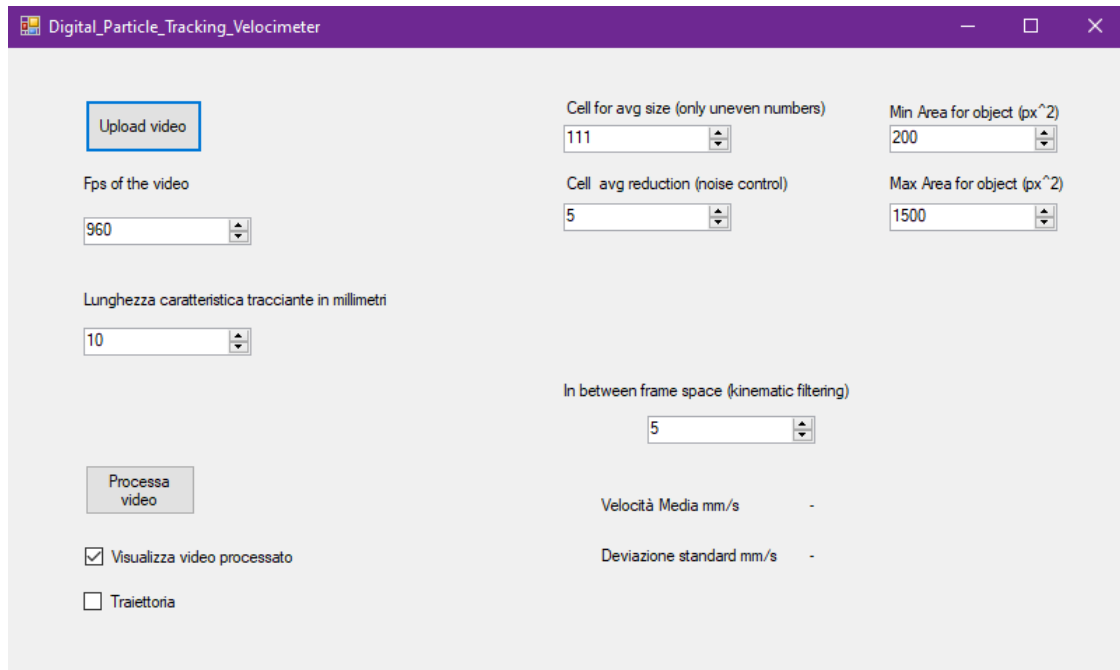 Digital_Particle_Tracking_Velocimeter
Upload video
Fps of the video
960
Lunghezza caratteristica tracciante in millimetri
10
Processa
video
Visualizza video processato
Traiettoria
Cell for avg size (only uneven numbers)
111
Cell avg reduction (noise control)
5
Min Area for object (px^2)
200
Max Area for object (px^2)
1500
In between frame space (kinematic filtering)
5
Velocità Media mm/s -
Deviazione standard mm/s -